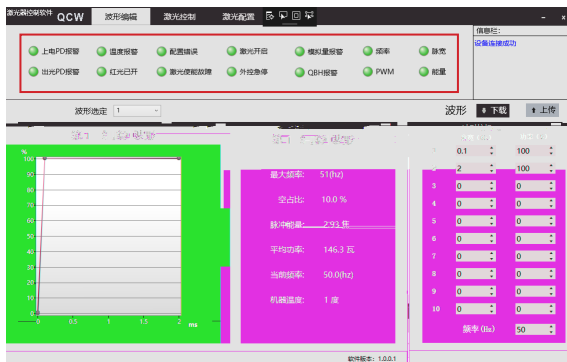 激光器控制软件 QCW 波形编辑 激光控制 激光配置
信息栏:
设备连接成功
上电PD报警 温度报警 配置错误 激光开启 模拟量报警 频率 脉宽
出光PD报警 红光已开 激光使能故障 外控急停 QBH报警 PWM 能量
波形选定 1 波形 下载 上传
%
100
90
80
70
60
50
40
30
20
10
0
0 0.5 1 1.5 2 ms
最大频率: 51(hz)
空占比: 10.0 %
脉冲能量: 2.93 焦
平均功率: 146.3 瓦
当前频率: 50.0(hz)
机器温度: 1 度
0.1 100
2 100
3 0 0
4 0 0
5 0 0
6 0 0
7 0 0
8 0 0
9 0 0
10 0 0
频率 (Hz) 50
软件版本: 1.0.0.1